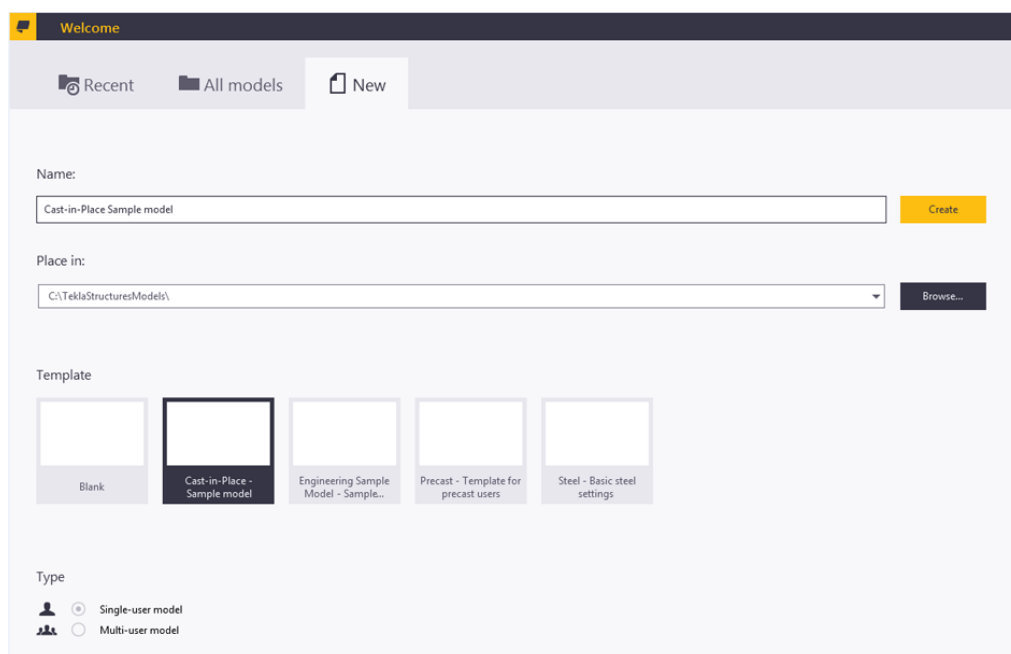 Welcome
Recent
All models
New
Name:
Cast-in-Place Sample model
Create
Place in:
C:\TeklaStructuresModels\
Browse...
Template
Blank
Cast-in-Place -
Sample model
Engineering Sample
Model - Sample...
Precast - Template for
precast users
Steel - Basic steel
settings
Type
Single-user model
Multi-user model